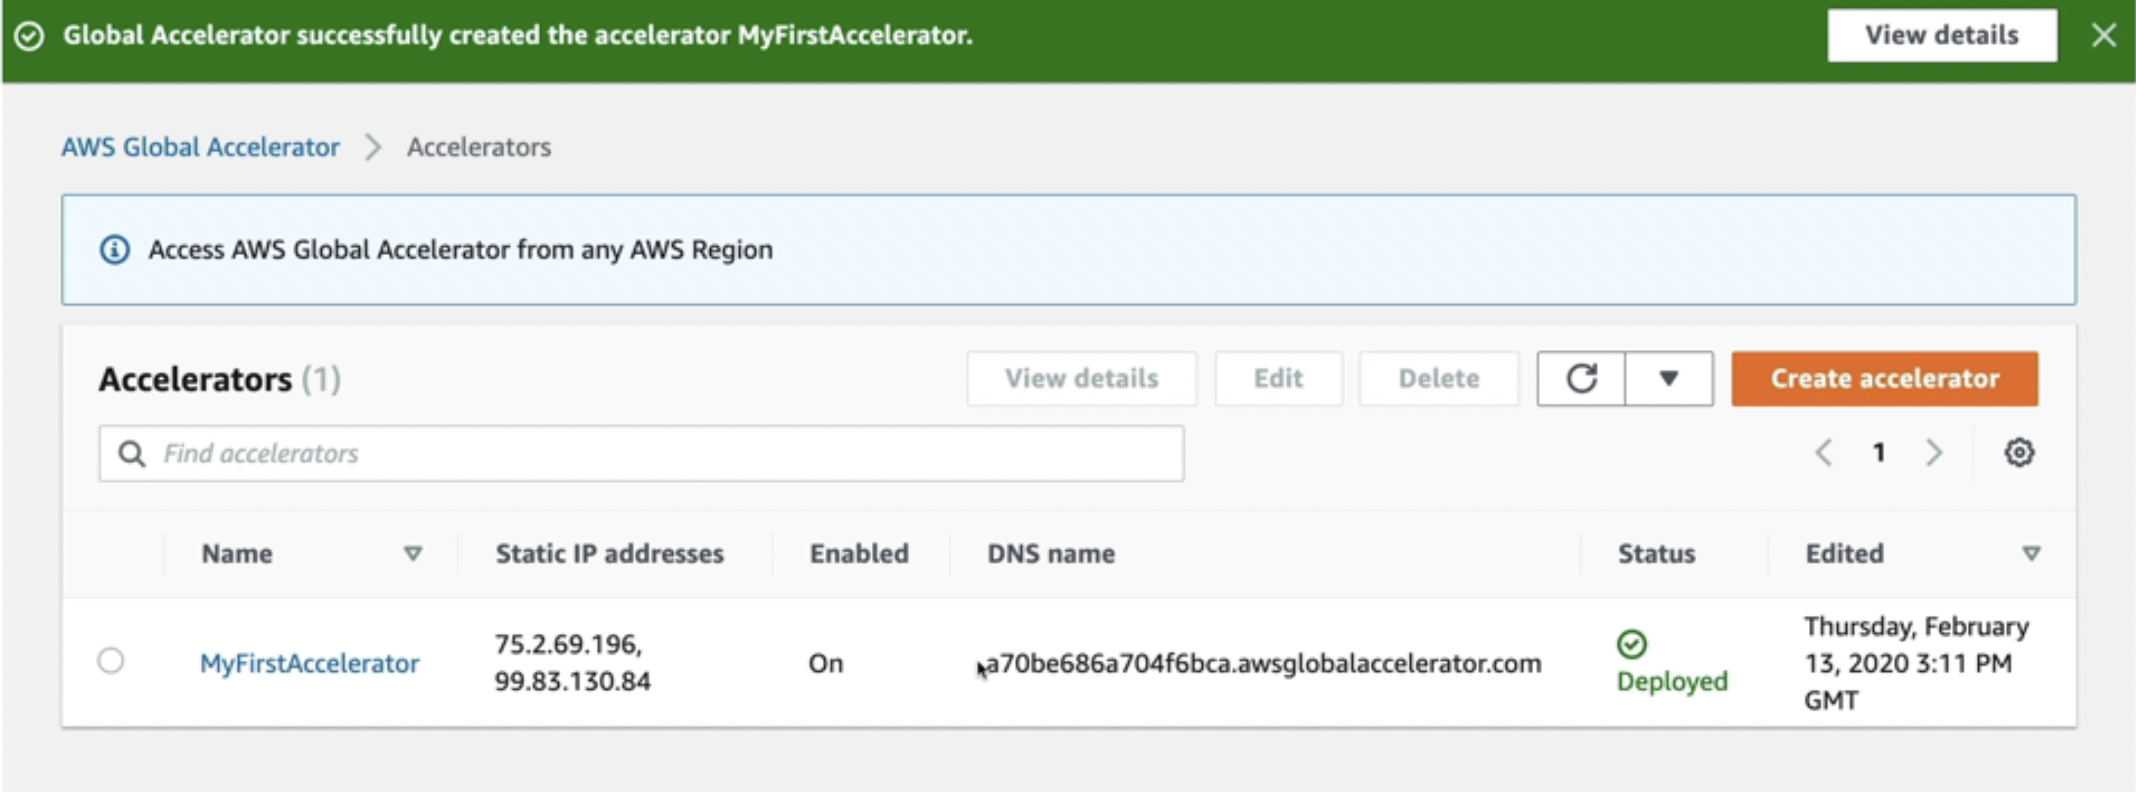 Global Accelerator successfully created the accelerator MyFirstAccelerator.
View details
AWS Global Accelerator
Accelerators
Access AWS Global Accelerator from any AWS Region
Accelerators (1)
View details
Edit
Delete
Create accelerator
Find accelerators
1
Name
Static IP addresses
Enabled
DNS name
Status
Edited
MyFirstAccelerator
75.2.69.196,
99.83.130.84
On
a70be686a704f6bca.awsglobalaccelerator.com
Deployed
Thursday, February
13, 2020 3:11 PM
GMT